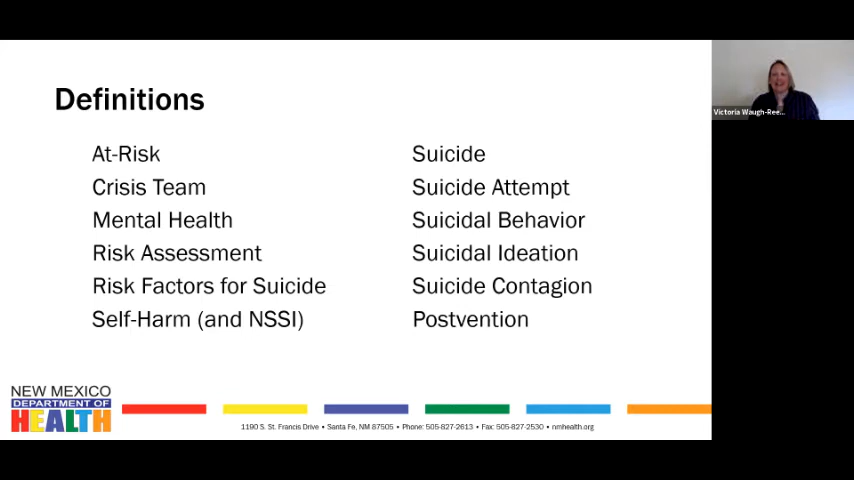 Definitions
At-Risk
Crisis Team
Mental Health
Risk Assessment
Risk Factors for Suicide
Self-Harm (and NSSI)
Suicide
Suicide Attempt
Suicidal Behavior
Suicidal Ideation
Suicide Contagion
Postvention
Victoria Waugh-Ree...
NEW MEXICO
DEPARTMENT OF
HEALTH
1190 S. St. Francis Drive • Santa Fe, NM 87505 • Phone: 505-827-2613 • Fax: 505-827-2530 • nmhealth.org